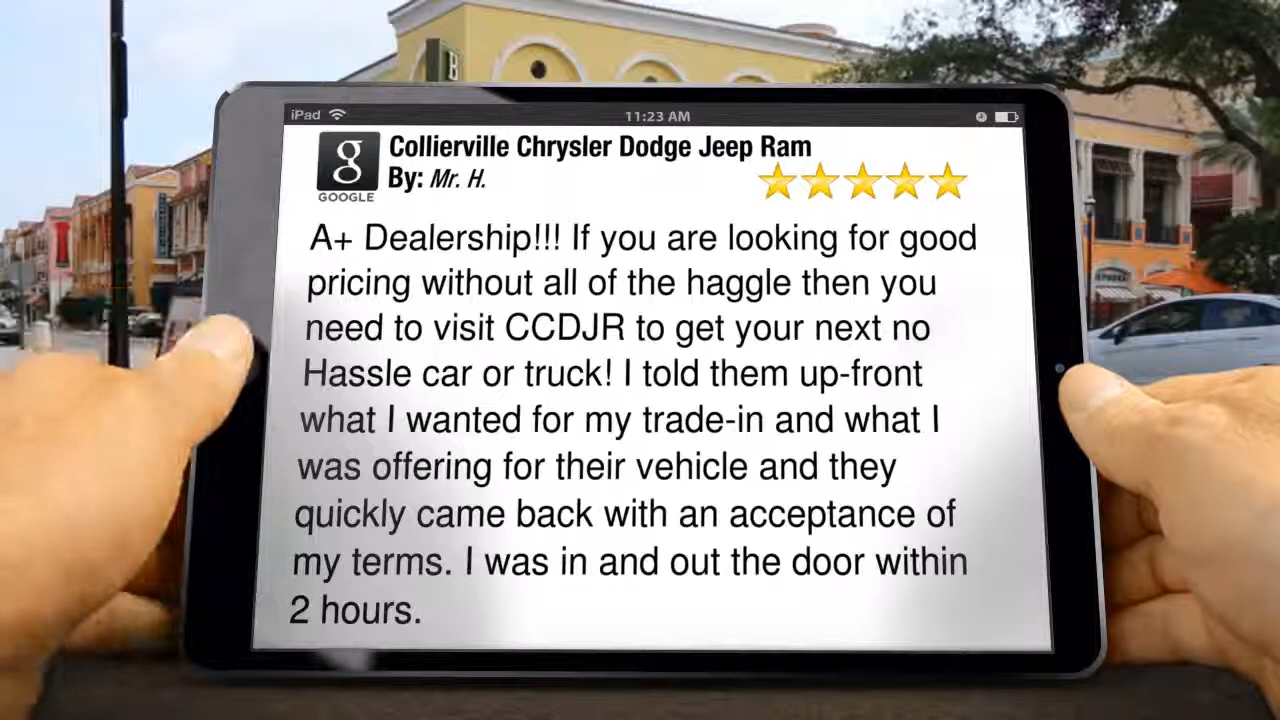 iPad 11:23 AM
g
GOOGLE
Collierville Chrysler Dodge Jeep Ram
By: Mr. H.
A+ Dealership!!! If you are looking for good
pricing without all of the haggle then you
need to visit CCDJR to get your next no
Hassle car or truck! I told them up-front
what I wanted for my trade-in and what I
was offering for their vehicle and they
quickly came back with an acceptance of
my terms. I was in and out the door within
2 hours.